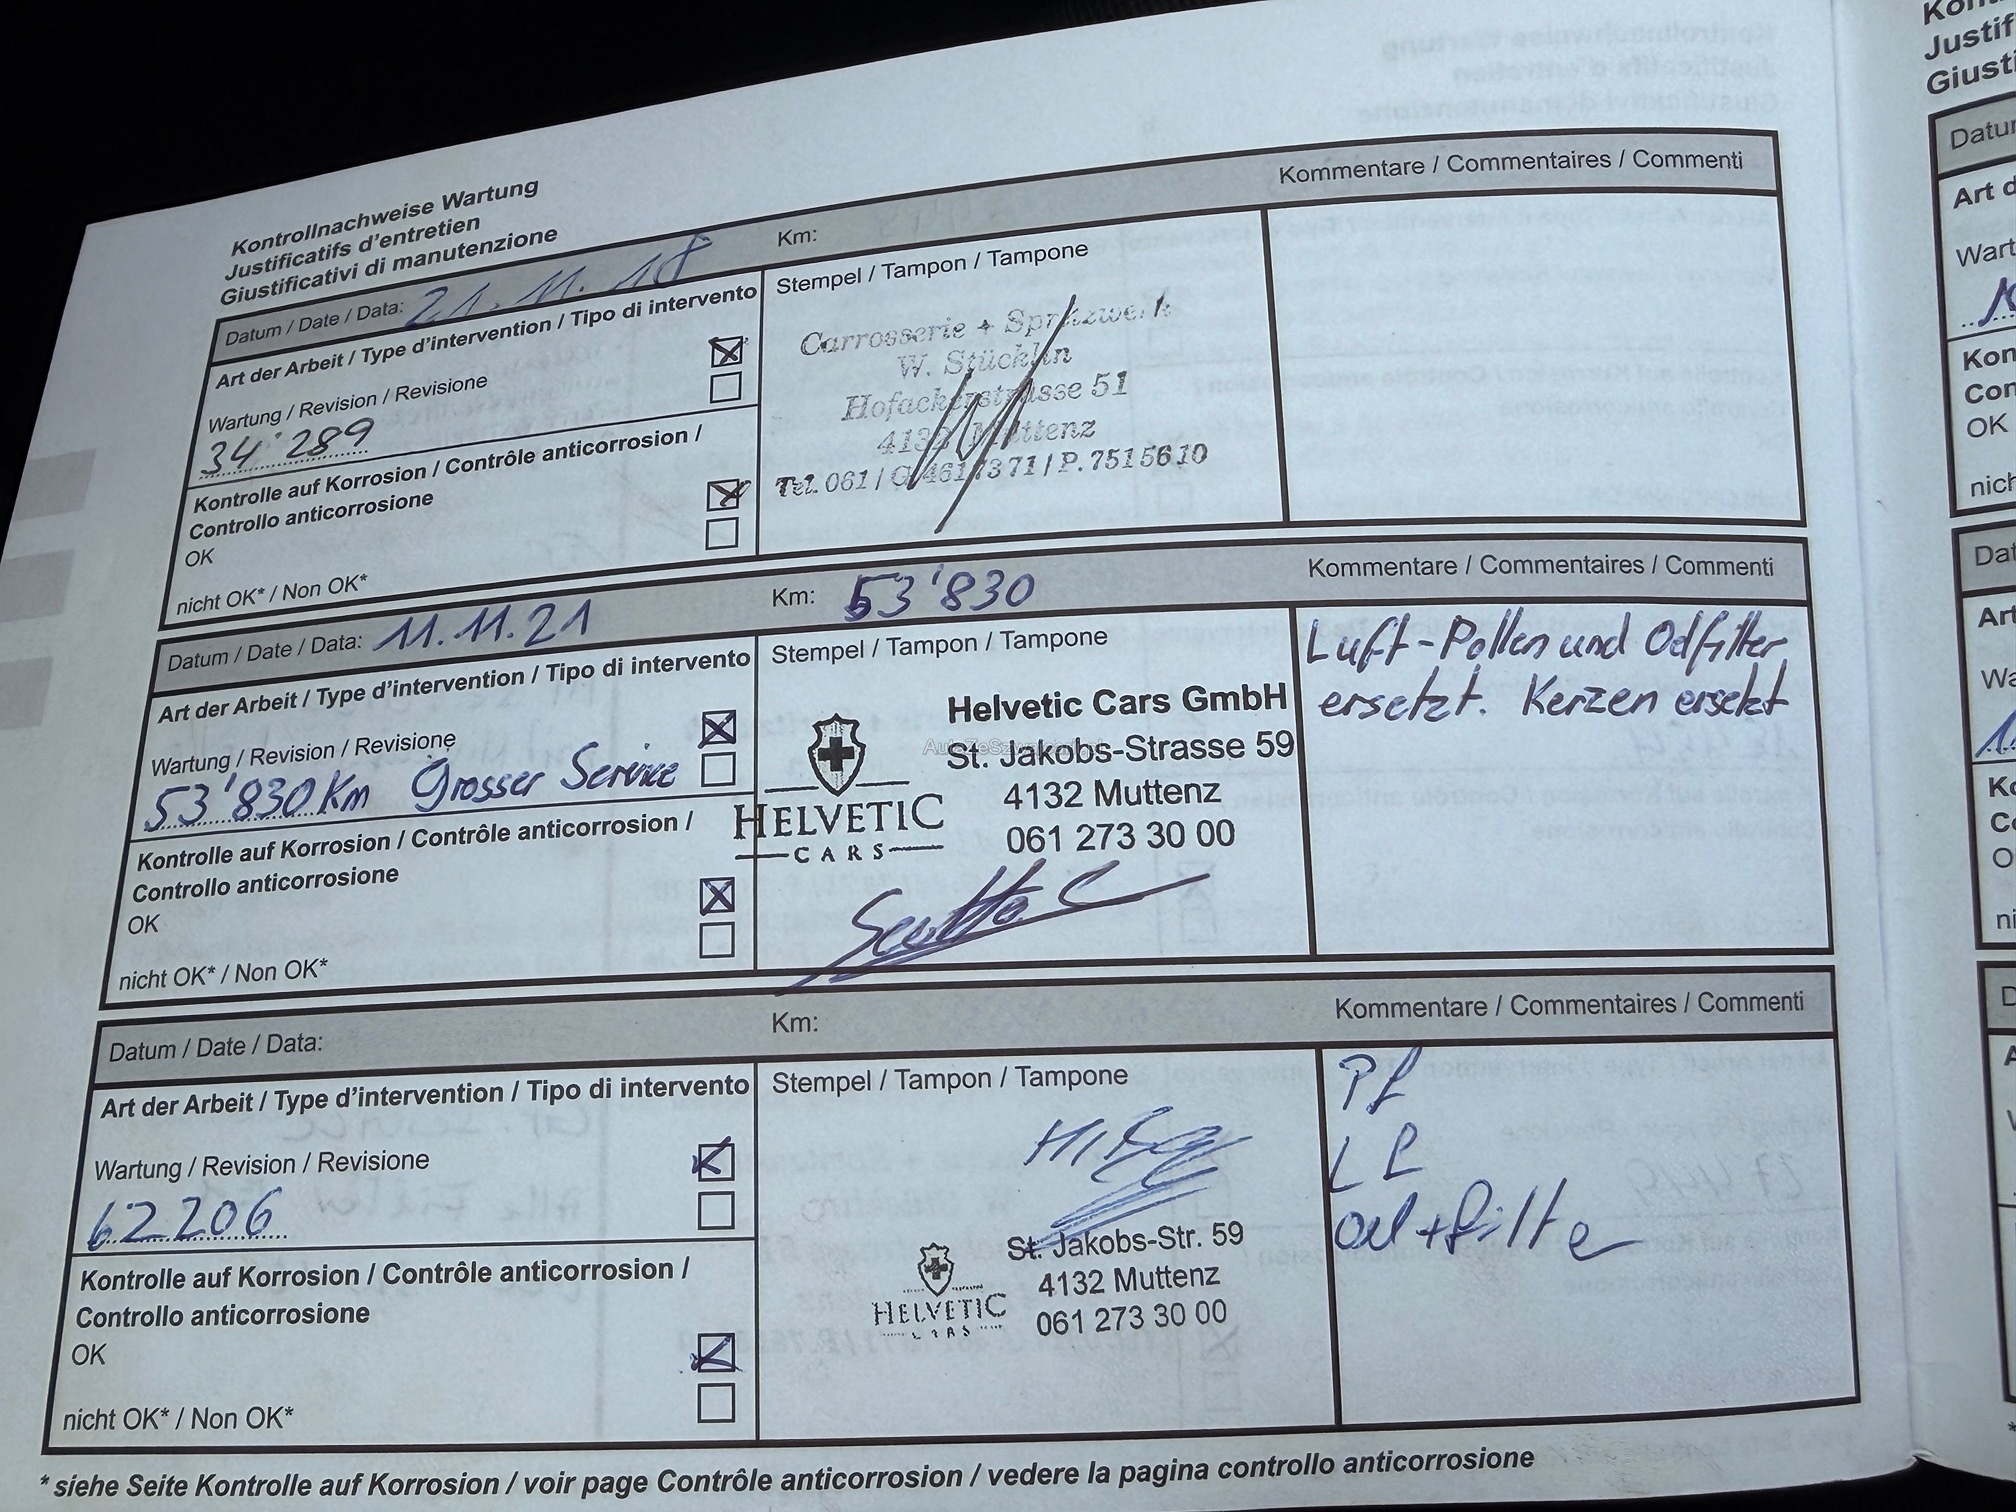 Kontrollnachweise Wartung
Justificatifs d'entretien
Giustificativi di manutenzione
Datum / Date / Data: 21.11.18 Km:
Kommentare / Commentaires / Commenti
Art der Arbeit / Type d'intervention / Tipo di intervento
Wartung / Revision / Revisione
34'289
Kontrolle auf Korrosion / Contrôle anticorrosion /
Controllo anticorrosione
OK
nicht OK* / Non OK*
Stempel / Tampon / Tampone
Carrosserie + Spritzwerk
W. Stücklin
Hofackerstrasse 51
4132 Muttenz
Tel. 061 / G. 4617371 / P. 7515610
Datum / Date / Data: 11.11.21 Km: 53'830
Kommentare / Commentaires / Commenti
Art der Arbeit / Type d'intervention / Tipo di intervento
Wartung / Revision / Revisione
53'830 Km Grosser Service
Kontrolle auf Korrosion / Contrôle anticorrosion /
Controllo anticorrosione
OK
nicht OK* / Non OK*
Stempel / Tampon / Tampone
HELVETIC
CARS
Helvetic Cars GmbH
St. Jakobs-Strasse 59
4132 Muttenz
061 273 30 00
Luft-Pollen und Ölfilter
ersetzt. Kerzen ersetzt
Datum / Date / Data: Km:
Kommentare / Commentaires / Commenti
Art der Arbeit / Type d'intervention / Tipo di intervento
Wartung / Revision / Revisione
62206
Kontrolle auf Korrosion / Contrôle anticorrosion /
Controllo anticorrosione
OK
nicht OK* / Non OK*
Stempel / Tampon / Tampone
HELVETIC
CARS
St. Jakobs-Str. 59
4132 Muttenz
061 273 30 00
* siehe Seite Kontrolle auf Korrosion / voir page Contrôle anticorrosion / vedere la pagina controllo anticorrosione